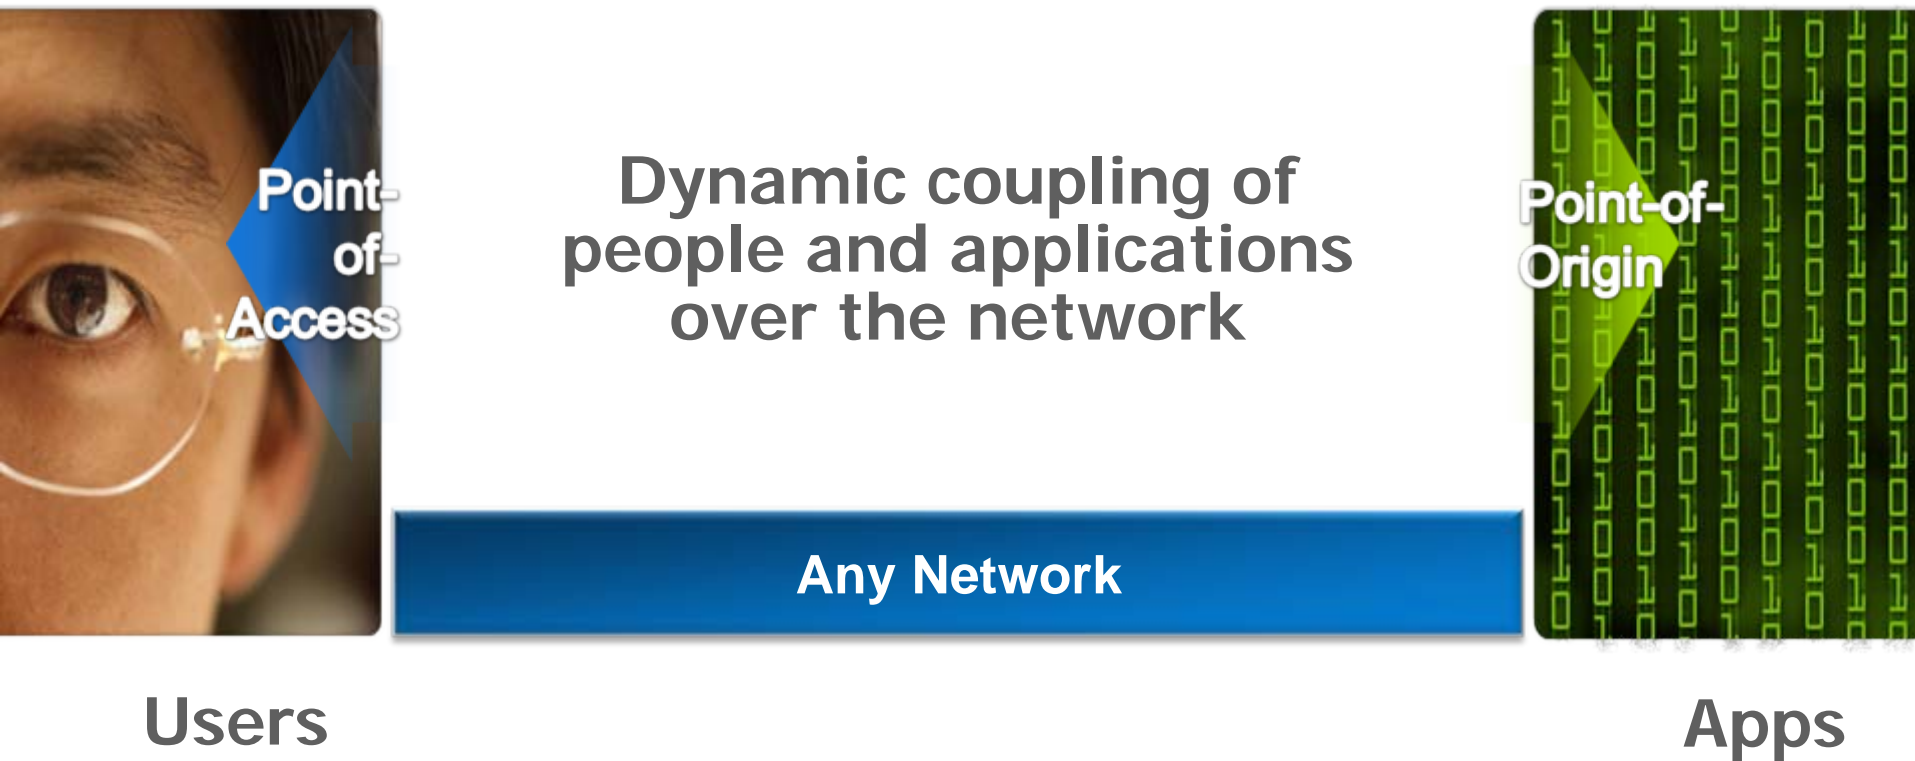 Point-
of-
Access
Dynamic coupling of
people and applications
over the network
Point-of-
Origin
Any Network
Users
Apps